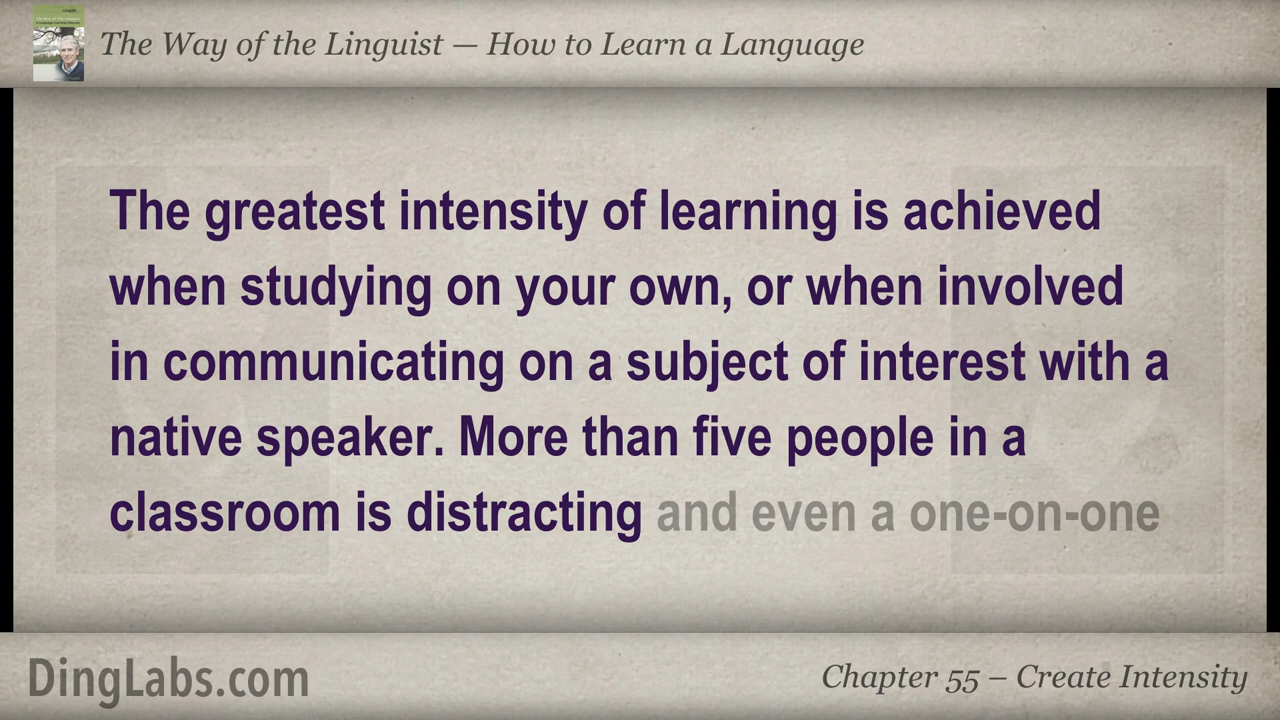 The Way of the Linguist — How to Learn a Language
The greatest intensity of learning is achieved
when studying on your own, or when involved
in communicating on a subject of interest with a
native speaker. More than five people in a
classroom is distracting and even a one-on-one
DingLabs.com
Chapter 55 – Create Intensity